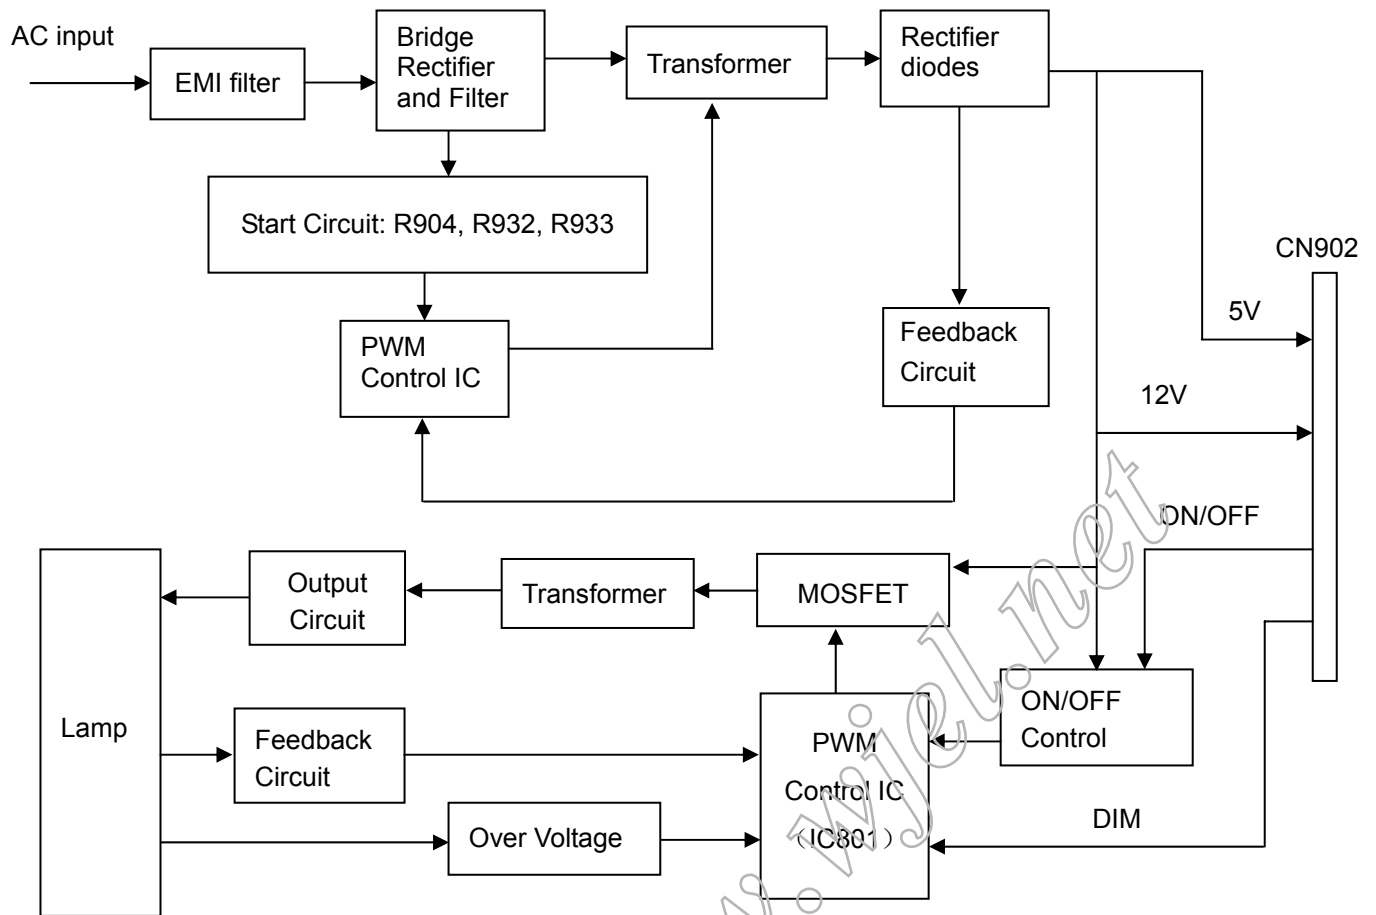 AC input
EMI filter
Bridge
Rectifier
and Filter
Transformer
Rectifier
diodes
Start Circuit: R904, R932, R933
CN902
PWM
Control IC
Feedback
Circuit
5V
12V
ON/OFF
Lamp
Output
Circuit
Transformer
MOSFET
ON/OFF
Control
Feedback
Circuit
PWM
Control IC
（IC801）
Over Voltage
DIM
w.wjel.net